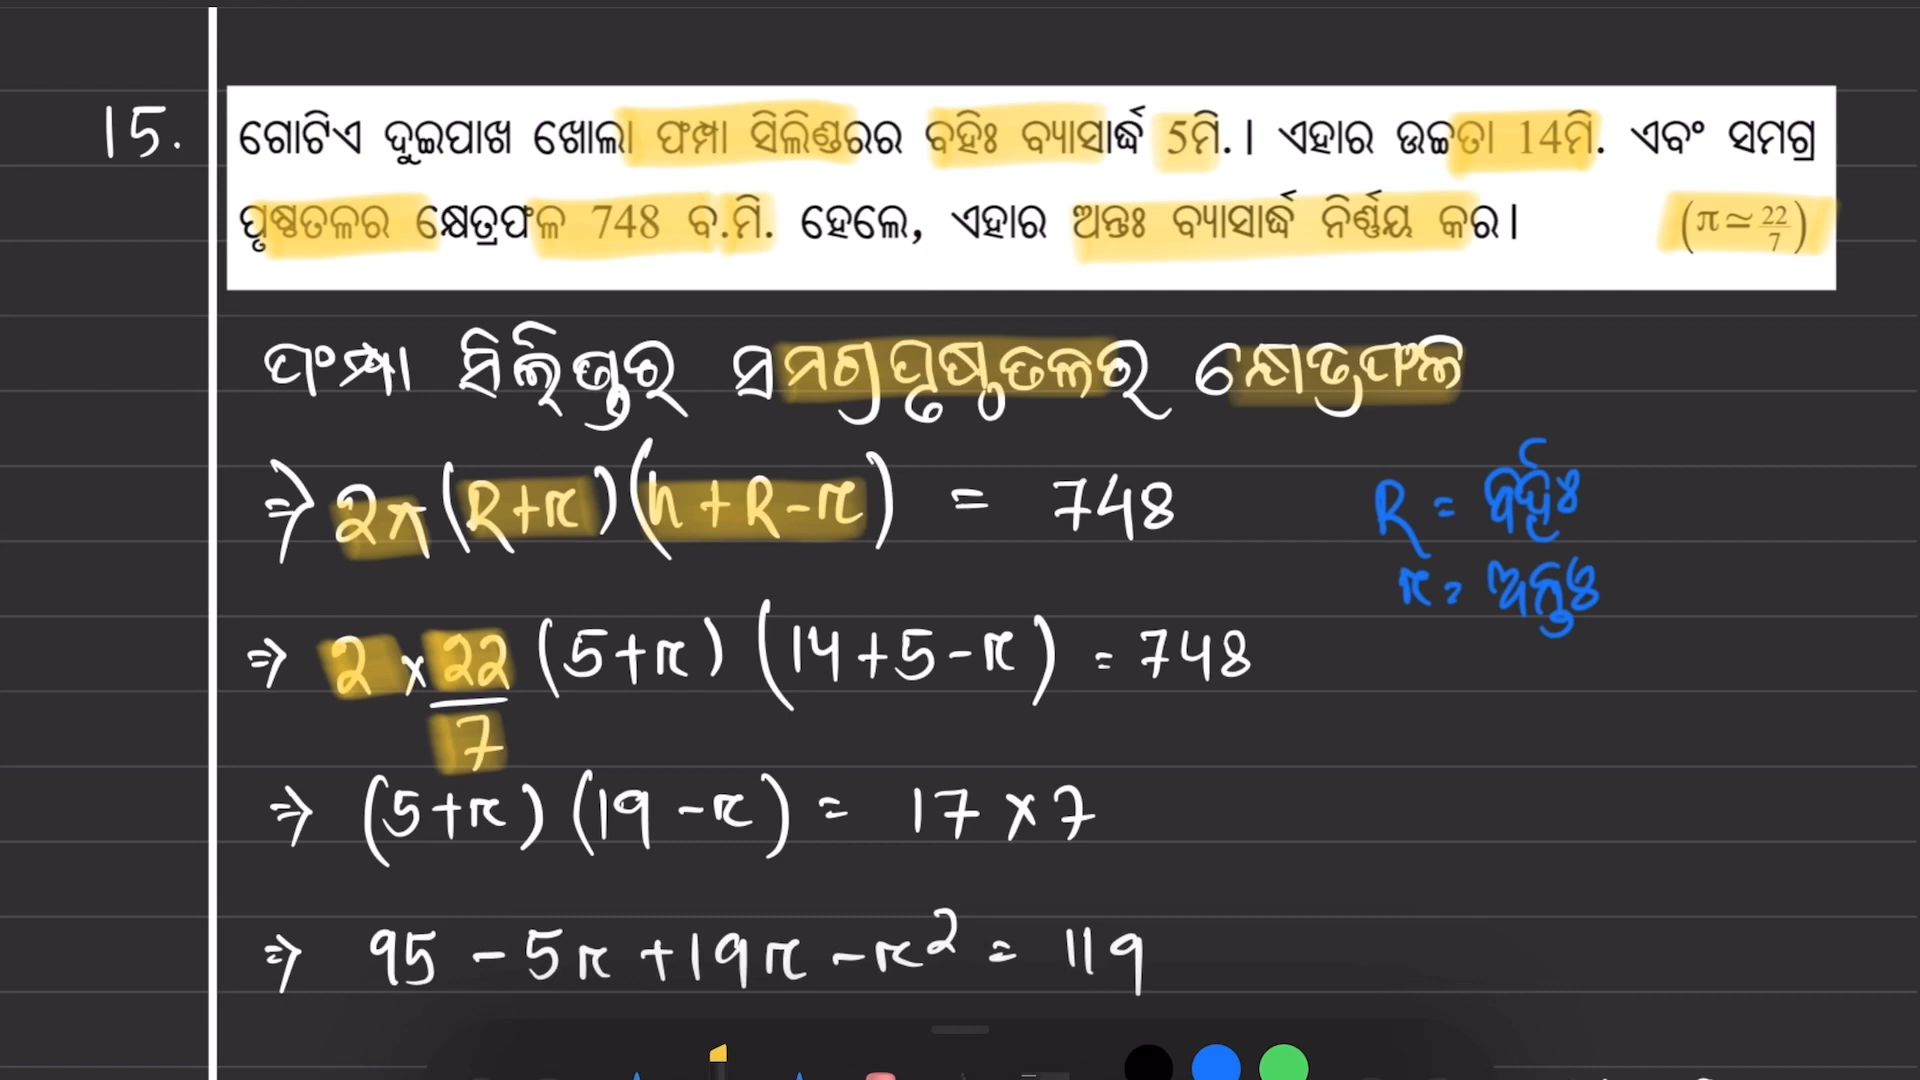 15.
ଗୋଟିଏ ଦୁଇପାଖ ଖୋଲା ଫମ୍ପା ସିଲିଣ୍ଡରର ବହିଃ ବ୍ୟାସାର୍ଦ୍ଧ 5ମି.। ଏହାର ଉଚ୍ଚତା 14ମି. ଏବଂ ସମଗ୍ର
ପୃଷ୍ଠତଳର କ୍ଷେତ୍ରଫଳ 748 ବ.ମି. ହେଲେ, ଏହାର ଅନ୍ତଃ ବ୍ୟାସାର୍ଦ୍ଧ ନିର୍ଣ୍ଣୟ କର। (π≃22/7)
ଫଂମ୍ପା ସିଲିଣ୍ଡର ସମଗ୍ରପୃଷ୍ଠତଳର କ୍ଷେତ୍ରଫଳ
⇒ 2π(R+r)(h+R-r) = 748
R = ବର୍ହିଃ
r = ଅନ୍ତଃ
⇒ 2 × 22/7 (5+r) (14+5-r) = 748
⇒ (5+r) (19-r) = 17 × 7
⇒ 95 - 5r + 19r - r² = 119